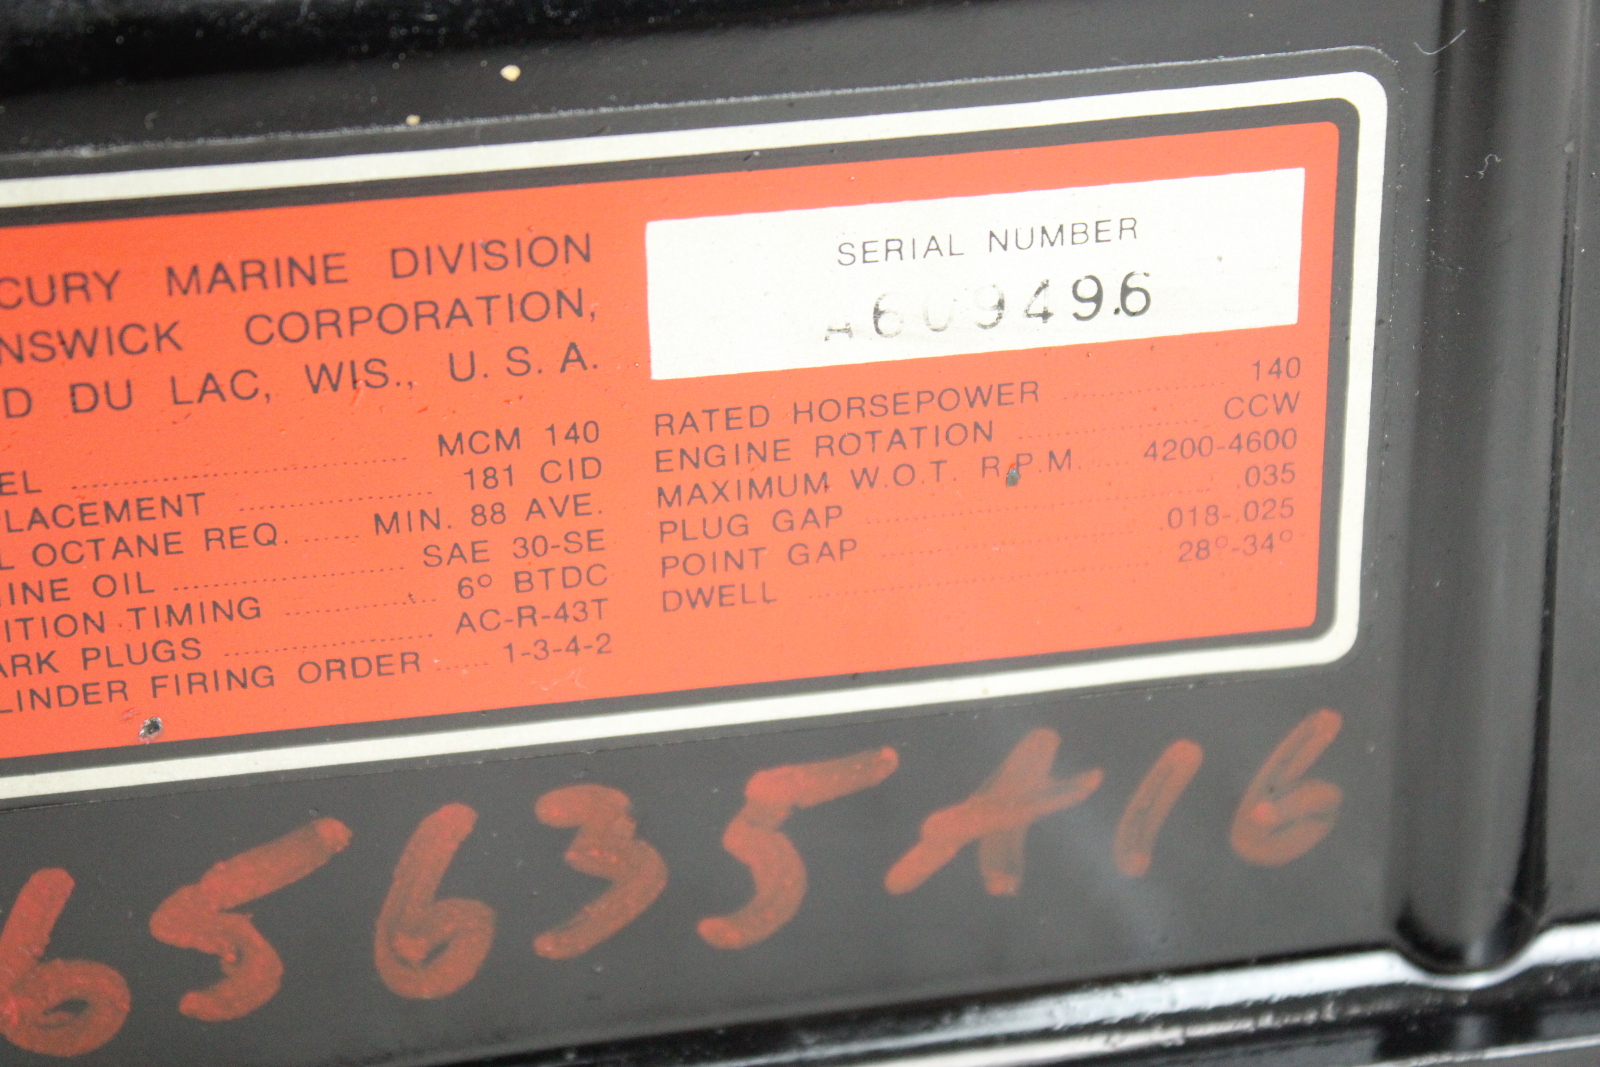 CURY MARINE DIVISION
NSWICK CORPORATION,
D DU LAC, WIS., U. S. A.
EL ........ MCM 140
PLACEMENT ........ 181 CID
L OCTANE REQ. ...... MIN. 88 AVE.
INE OIL ........ SAE 30-SE
ITION TIMING ........ 6° BTDC
ARK PLUGS ........ AC-R-43T
LINDER FIRING ORDER ..... 1-3-4-2
SERIAL NUMBER
A609496
RATED HORSEPOWER ........ 140
ENGINE ROTATION ........ CCW
MAXIMUM W.O.T. R.P.M. .... 4200-4600
PLUG GAP ........ .035
POINT GAP ........ .018-.025
DWELL ........ 28°-34°
65635A16